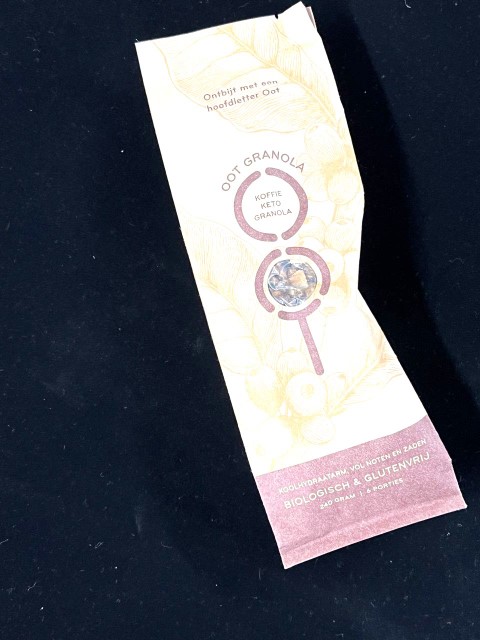 Ontbijt met een
hoofdletter Oot
OOT GRANOLA
KOFFIE
KETO
GRANOLA
KOOLHYDRAATARM, VOL NOTEN EN ZADEN
BIOLOGISCH & GLUTENVRIJ
240 GRAM | 6 PORTIES